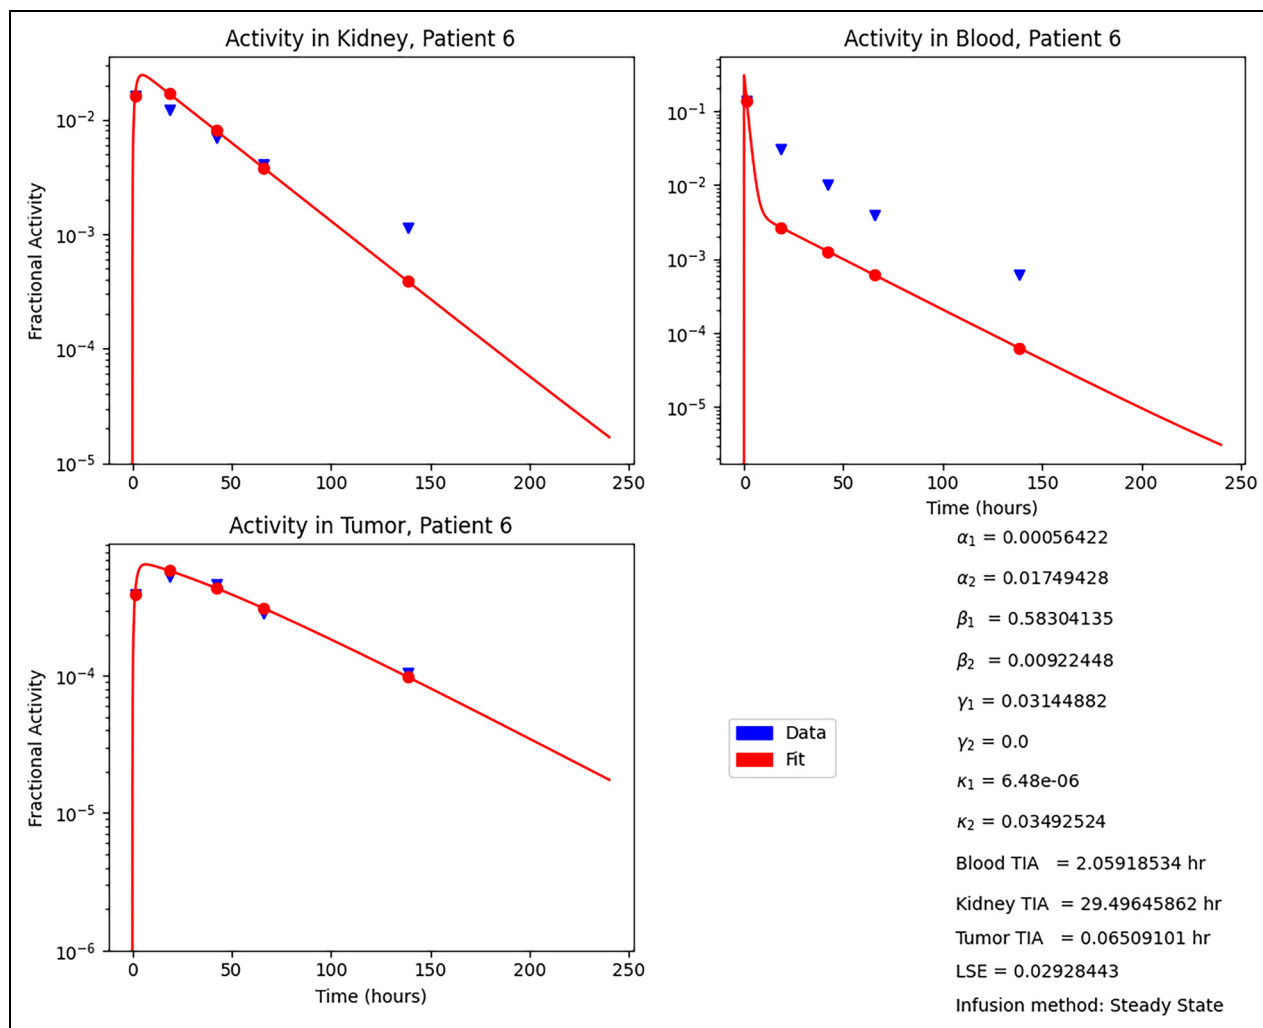 Activity in Kidney, Patient 6
10⁻²
10⁻³
10⁻⁴
10⁻⁵
0 50 100 150 200 250
Fractional Activity
Activity in Blood, Patient 6
10⁻¹
10⁻²
10⁻³
10⁻⁴
10⁻⁵
0 50 100 150 200 250
Time (hours)
Activity in Tumor, Patient 6
10⁻⁴
10⁻⁵
10⁻⁶
0 50 100 150 200 250
Fractional Activity
Time (hours)
Data
Fit
α₁ = 0.00056422
α₂ = 0.01749428
β₁ = 0.58304135
β₂ = 0.00922448
γ₁ = 0.03144882
γ₂ = 0.0
κ₁ = 6.48e-06
κ₂ = 0.03492524
Blood TIA = 2.05918534 hr
Kidney TIA = 29.49645862 hr
Tumor TIA = 0.06509101 hr
LSE = 0.02928443
Infusion method: Steady State